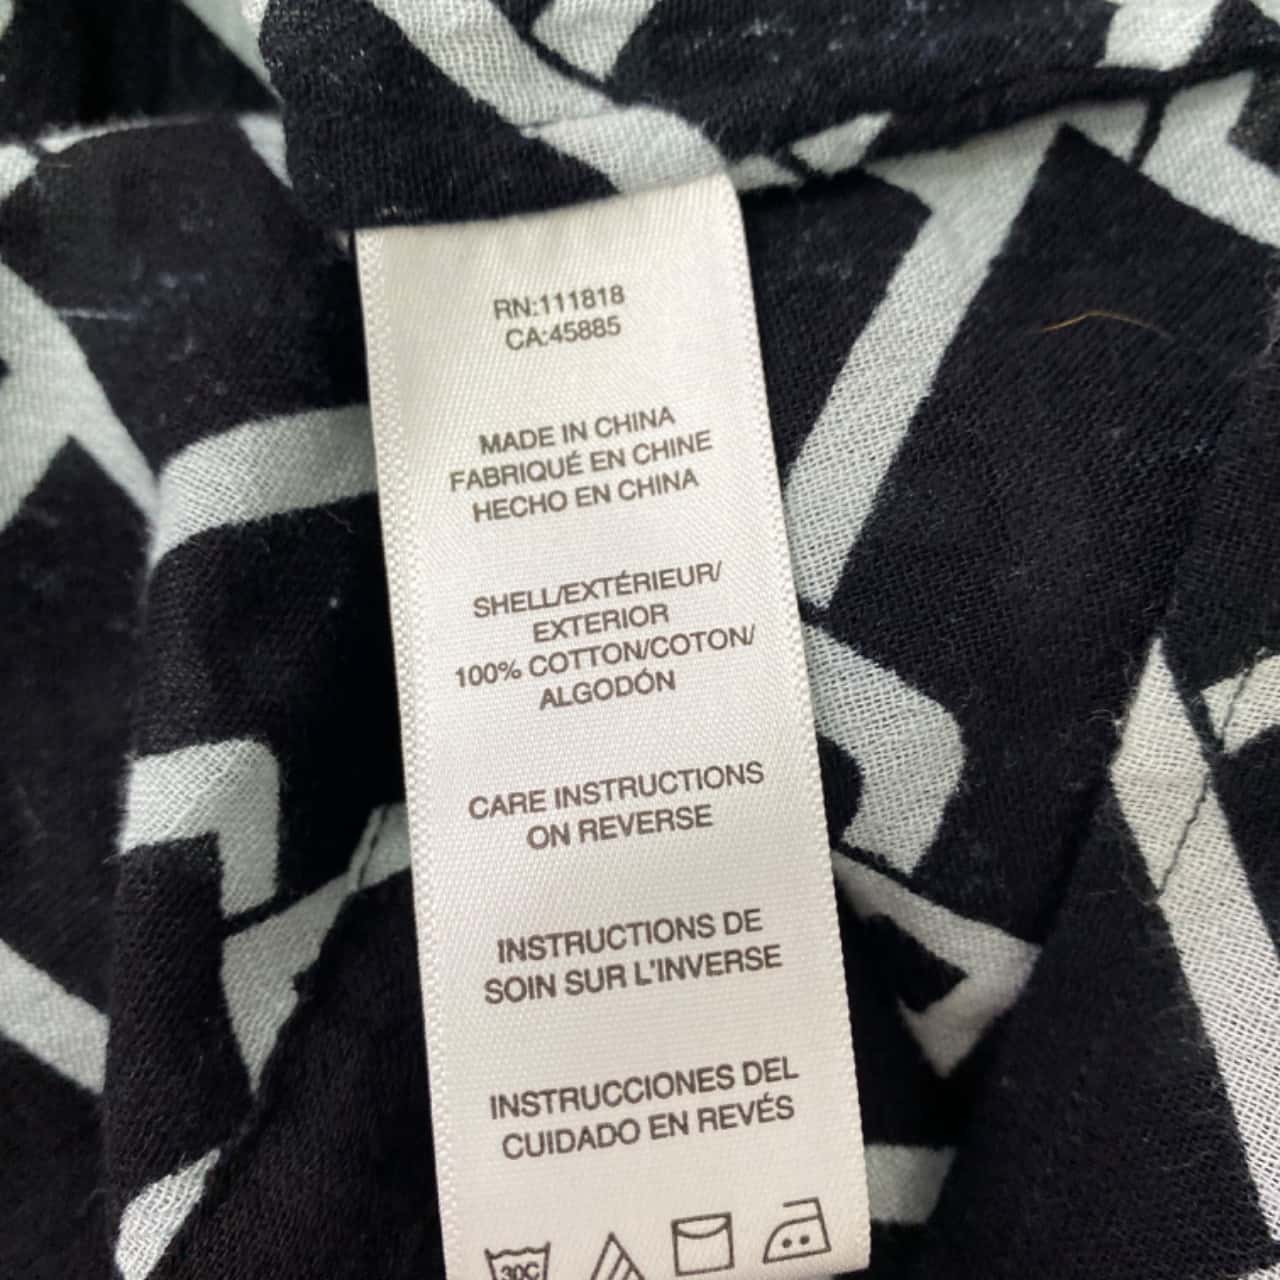 RN:111818
CA:45885
MADE IN CHINA
FABRIQUÉ EN CHINE
HECHO EN CHINA
SHELL/EXTÉRIEUR/
EXTERIOR
100% COTTON/COTON/
ALGODÓN
CARE INSTRUCTIONS
ON REVERSE
INSTRUCTIONS DE
SOIN SUR L'INVERSE
INSTRUCCIONES DEL
CUIDADO EN REVÉS
30C